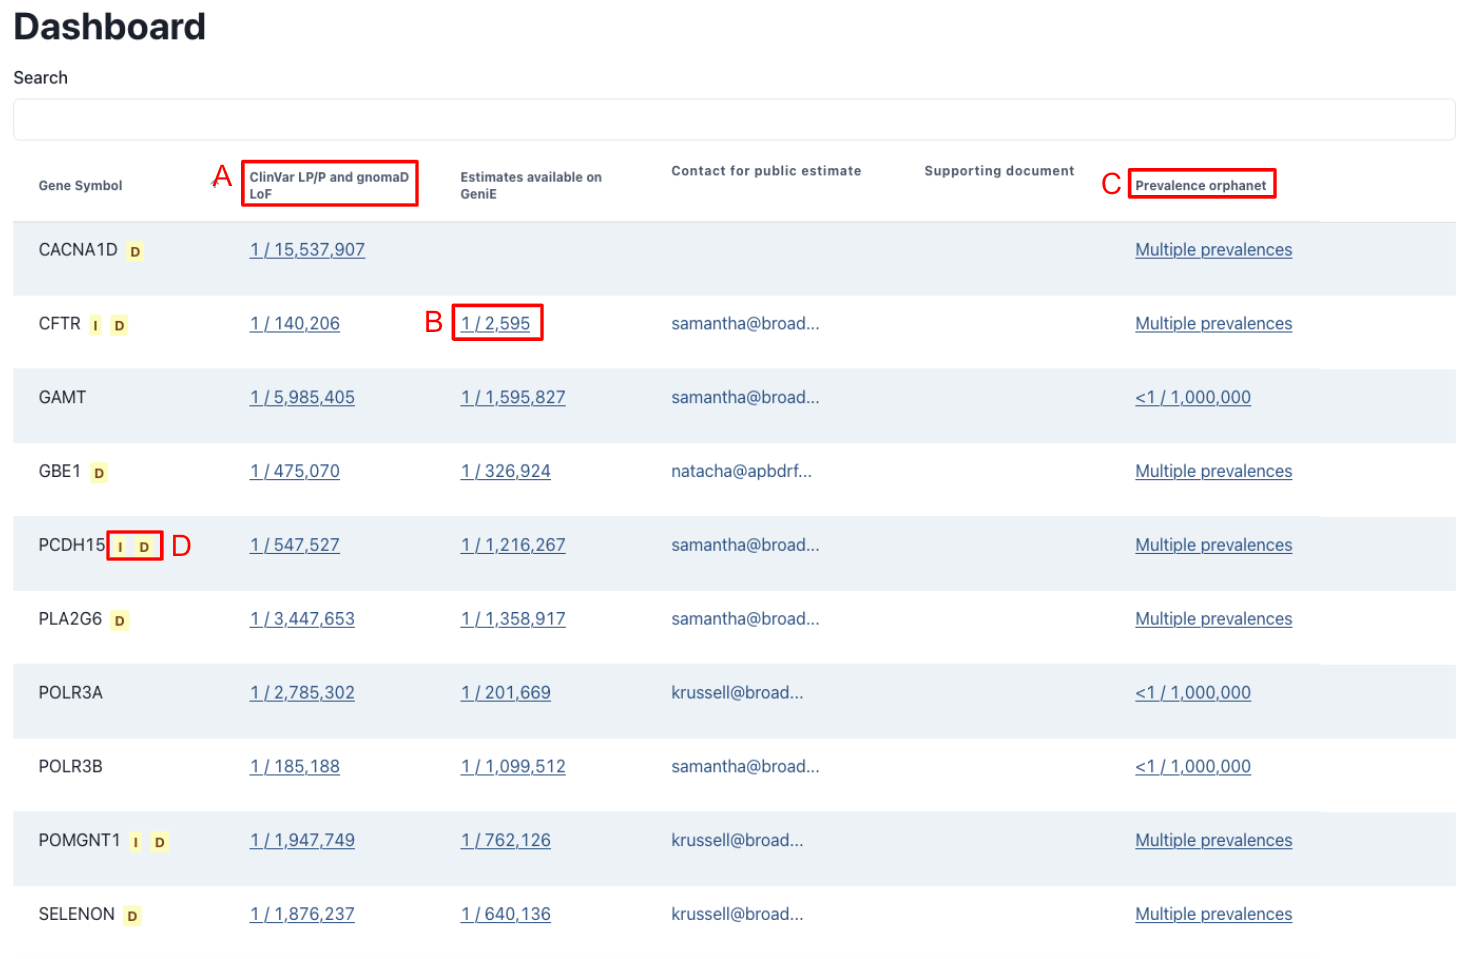 Dashboard
Search
Gene Symbol A ClinVar LP/P and gnomaD LoF Estimates available on GeniE Contact for public estimate Supporting document C Prevalence orphanet
CACNA1D D 1 / 15,537,907 Multiple prevalences
CFTR I D 1 / 140,206 B 1 / 2,595 samantha@broad... Multiple prevalences
GAMT 1 / 5,985,405 1 / 1,595,827 samantha@broad... <1 / 1,000,000
GBE1 D 1 / 475,070 1 / 326,924 natacha@apbdrf... Multiple prevalences
PCDH15 I D D 1 / 547,527 1 / 1,216,267 samantha@broad... Multiple prevalences
PLA2G6 D 1 / 3,447,653 1 / 1,358,917 samantha@broad... Multiple prevalences
POLR3A 1 / 2,785,302 1 / 201,669 krussell@broad... <1 / 1,000,000
POLR3B 1 / 185,188 1 / 1,099,512 samantha@broad... <1 / 1,000,000
POMGNT1 I D 1 / 1,947,749 1 / 762,126 krussell@broad... Multiple prevalences
SELENON D 1 / 1,876,237 1 / 640,136 krussell@broad... Multiple prevalences